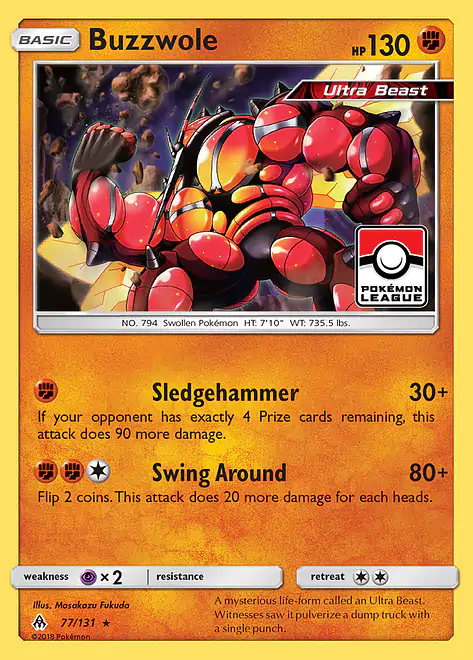 BASIC Buzzwole HP 130
Ultra Beast
POKÉMON
LEAGUE
NO. 794 Swollen Pokémon HT: 7'10" WT: 735.5 lbs.
Sledgehammer 30+
If your opponent has exactly 4 Prize cards remaining, this
attack does 90 more damage.
Swing Around 80+
Flip 2 coins. This attack does 20 more damage for each heads.
weakness ×2 resistance retreat
Illus. Mosakazu Fukuda
77/131 ★
©2018 Pokémon
A mysterious life-form called an Ultra Beast.
Witnesses saw it pulverize a dump truck with
a single punch.